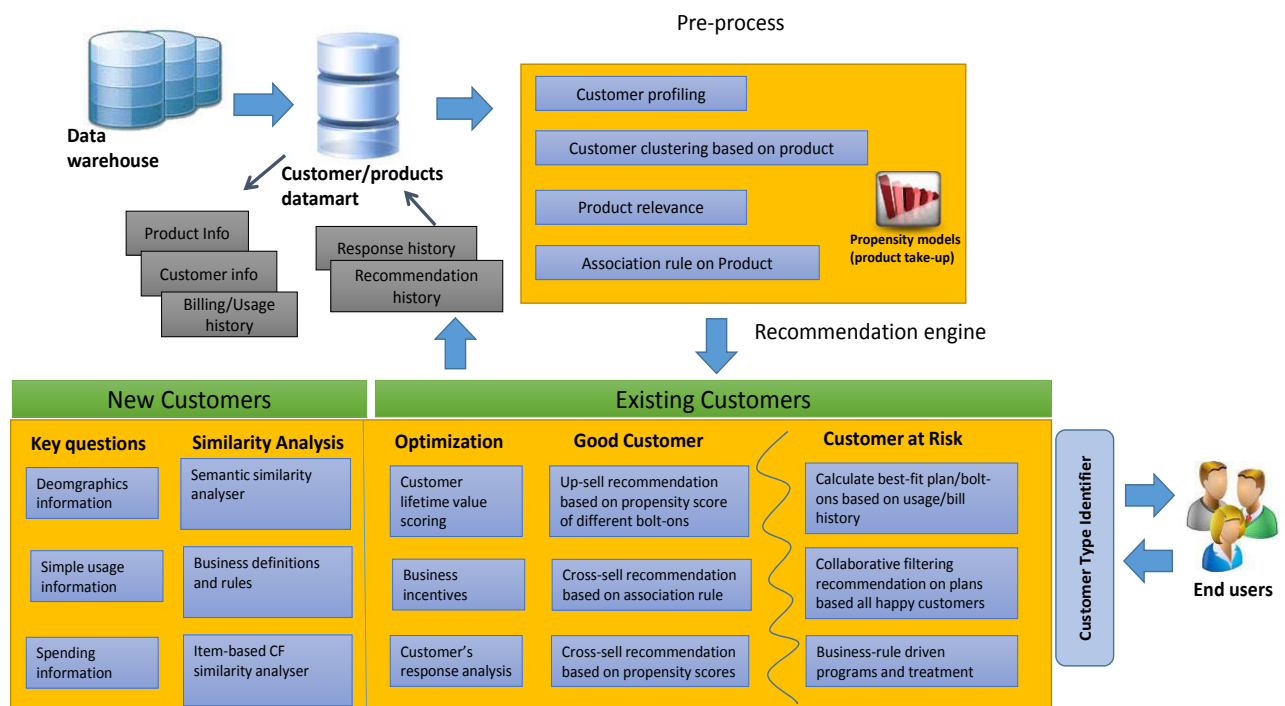 Pre-process
Data
warehouse
Customer/products
datamart
Product Info
Customer info
Billing/Usage
history
Response history
Recommendation
history
Customer profiling
Customer clustering based on product
Product relevance
Association rule on Product
Propensity models
(product take-up)
Recommendation engine
New Customers
Existing Customers
Key questions
Deomgraphics
information
Simple usage
information
Spending
information
Similarity Analysis
Semantic similarity
analyser
Business definitions
and rules
Item-based CF
similarity analyser
Optimization
Customer
lifetime value
scoring
Business
incentives
Customer’s
response analysis
Good Customer
Up-sell recommendation
based on propensity score
of different bolt-ons
Cross-sell recommendation
based on association rule
Cross-sell recommendation
based on propensity scores
Customer at Risk
Calculate best-fit plan/bolt-
ons based on usage/bill
history
Collaborative filtering
recommendation on plans
based all happy customers
Business-rule driven
programs and treatment
Customer Type Identifier
End users